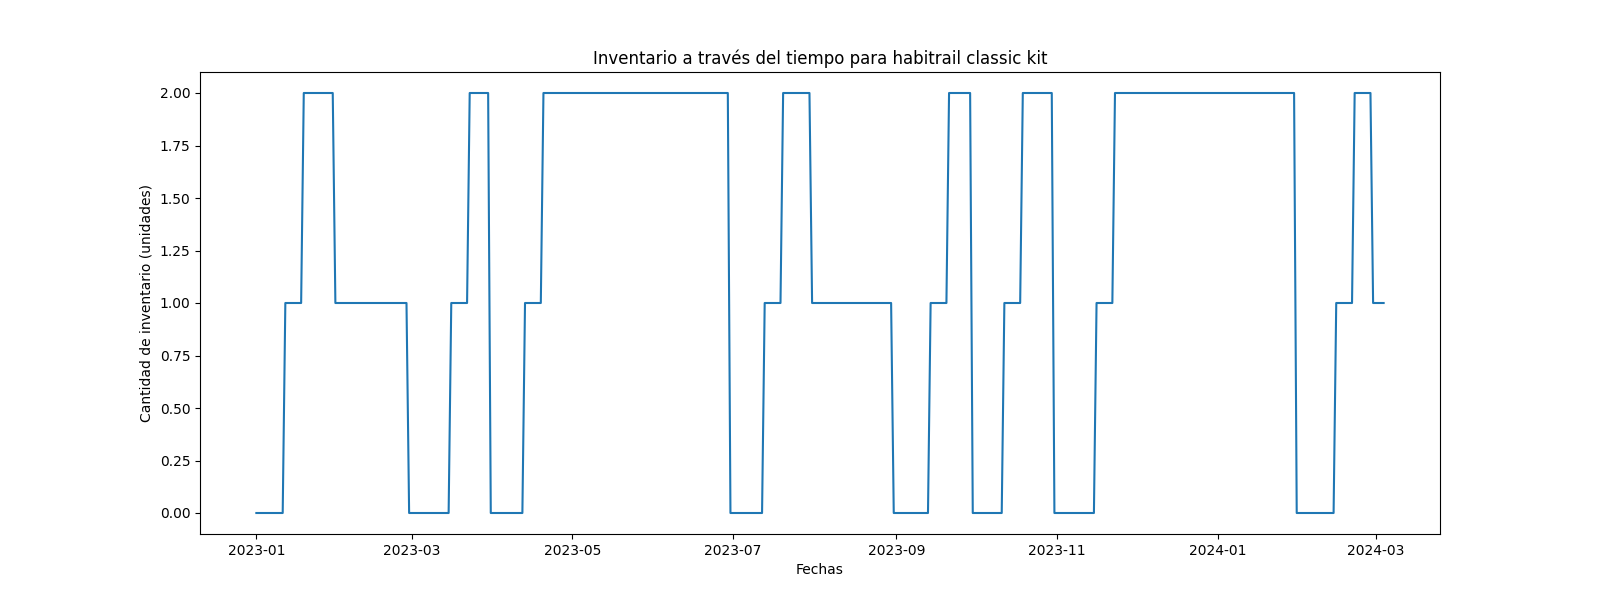 Inventario a través del tiempo para habitrail classic kit
Cantidad de inventario (unidades)
2.00
1.75
1.50
1.25
1.00
0.75
0.50
0.25
0.00
2023-01 2023-03 2023-05 2023-07 2023-09 2023-11 2024-01 2024-03
Fechas